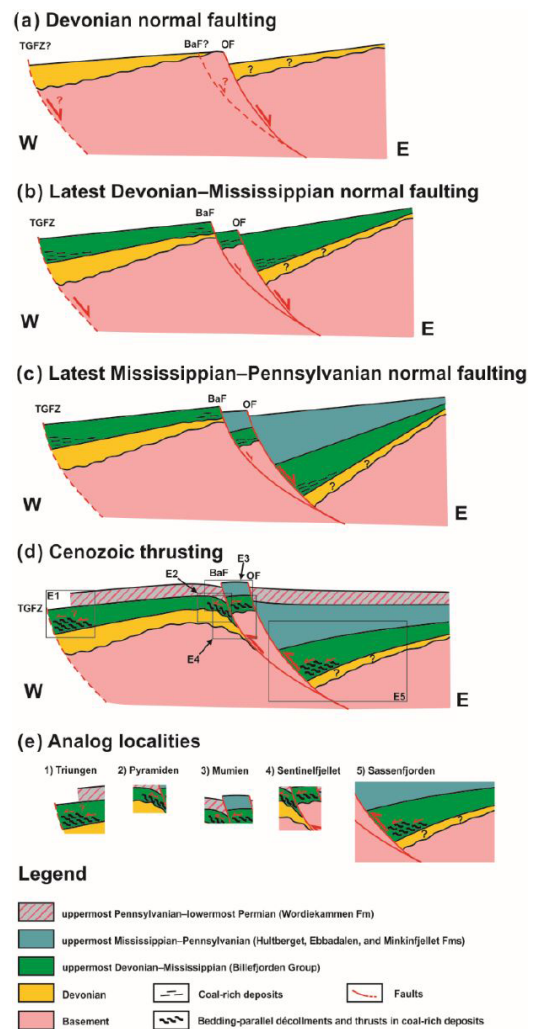 (a) Devonian normal faulting
TGFZ?
BaF?
OF
?
?
?
?
W
E
(b) Latest Devonian–Mississippian normal faulting
TGFZ
BaF
OF
?
?
W
E
(c) Latest Mississippian–Pennsylvanian normal faulting
TGFZ
BaF
OF
?
?
W
E
(d) Cenozoic thrusting
E3
E2
BaF
OF
E1
TGFZ
?
E4
?
?
E5
W
E
(e) Analog localities
1) Triungen
2) Pyramiden
3) Mumien
4) Sentinelfjellet
5) Sassenfjorden
?
?
Legend
uppermost Pennsylvanian–lowermost Permian (Wordiekammen Fm)
uppermost Mississippian–Pennsylvanian (Hultberget, Ebbadalen, and Minkinfjellet Fms)
uppermost Devonian–Mississippian (Billefjorden Group)
Devonian
Coal-rich deposits
Faults
Basement
Bedding-parallel décollments and thrusts in coal-rich deposits